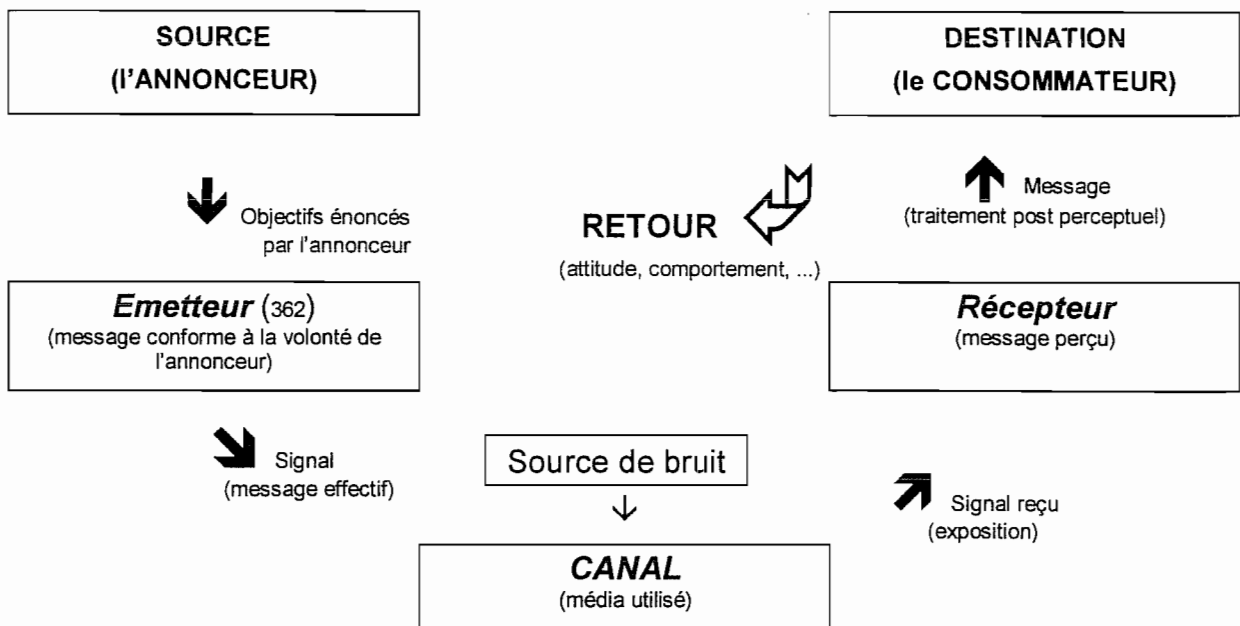 SOURCE
(l'ANNONCEUR)
DESTINATION
(le CONSOMMATEUR)
Objectifs énoncés
par l'annonceur
RETOUR
(attitude, comportement, ...)
Message
(traitement post perceptuel)
Emetteur (362)
(message conforme à la volonté de
l'annonceur)
Récepteur
(message perçu)
Signal
(message effectif)
Source de bruit
Signal reçu
(exposition)
CANAL
(média utilisé)